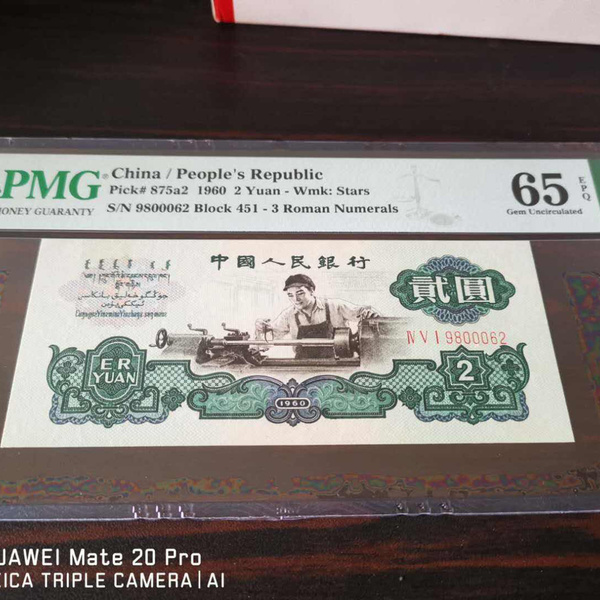 PMG
China / People's Republic
Pick# 875a2 1960 2 Yuan - Wmk: Stars
MONEY GUARANTY
S/N 9800062 Block 451 - 3 Roman Numerals
65
EPQ
Gem Uncirculated
中國人民銀行
貳圓
Ⅳ Ⅴ Ⅰ 9800062
ER
YUAN
2
1960
HUAWEI Mate 20 Pro
LEICA TRIPLE CAMERA | AI